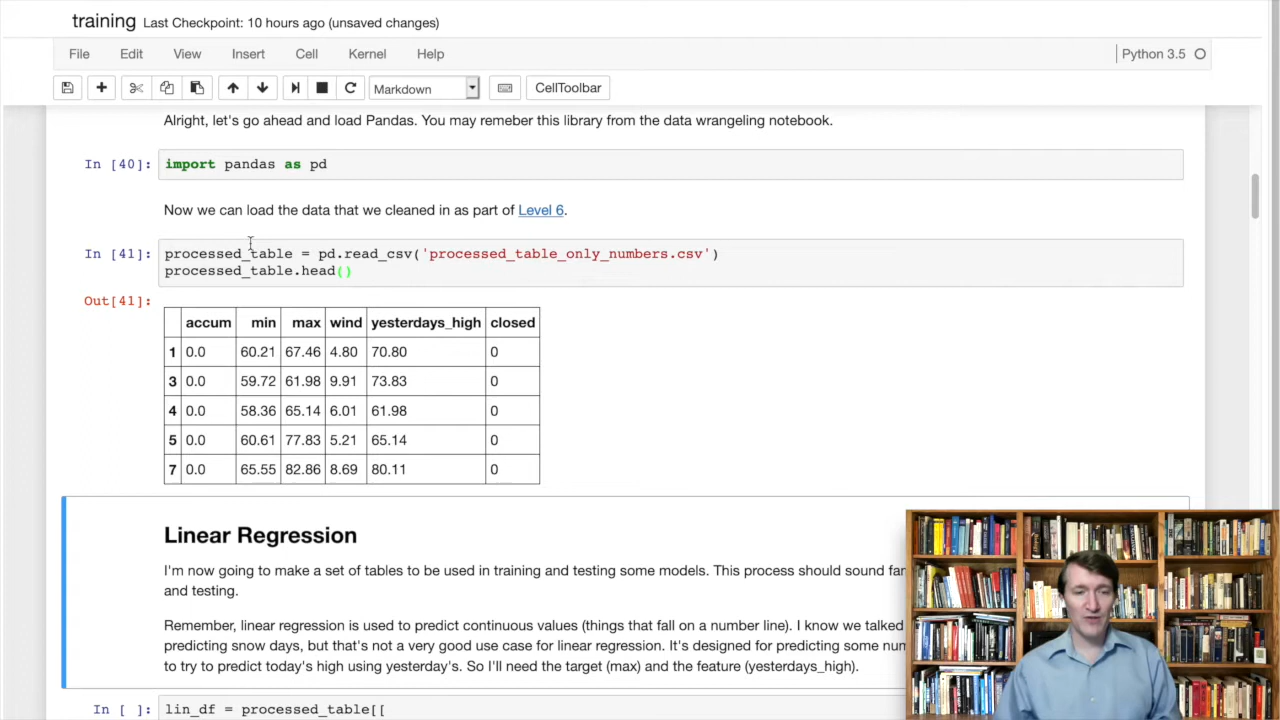 training Last Checkpoint: 10 hours ago (unsaved changes)
File Edit View Insert Cell Kernel Help Python 3.5
Markdown CellToolbar
Alright, let's go ahead and load Pandas. You may remeber this library from the data wrangeling notebook.
In [40]: import pandas as pd
Now we can load the data that we cleaned in as part of Level 6.
In [41]: processed_table = pd.read_csv('processed_table_only_numbers.csv')
processed_table.head()
Out[41]:
accum min max wind yesterdays_high closed
1 0.0 60.21 67.46 4.80 70.80 0
3 0.0 59.72 61.98 9.91 73.83 0
4 0.0 58.36 65.14 6.01 61.98 0
5 0.0 60.61 77.83 5.21 65.14 0
7 0.0 65.55 82.86 8.69 80.11 0
Linear Regression
I'm now going to make a set of tables to be used in training and testing some models. This process should sound
and testing.
Remember, linear regression is used to predict continuous values (things that fall on a number line). I know we talked
predicting snow days, but that's not a very good use case for linear regression. It's designed for predicting some
to try to predict today's high using yesterday's. So I'll need the target (max) and the feature (yesterdays_high).
In [ ]: lin_df = processed_table[[